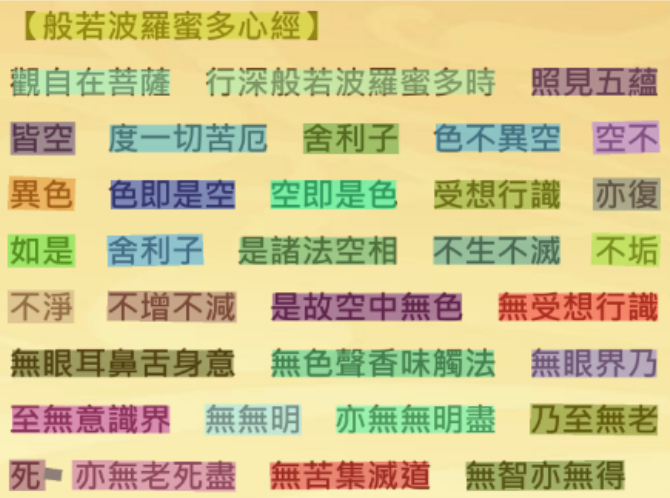 【般若波羅蜜多心經】
觀自在菩薩 行深般若波羅蜜多時 照見五蘊
皆空 度一切苦厄 舍利子 色不異空 空不
異色 色即是空 空即是色 受想行識 亦復
如是 舍利子 是諸法空相 不生不滅 不垢
不淨 不增不減 是故空中無色 無受想行識
無眼耳鼻舌身意 無色聲香味觸法 無眼界乃
至無意識界 無無明 亦無無明盡 乃至無老
死 亦無老死盡 無苦集滅道 無智亦無得